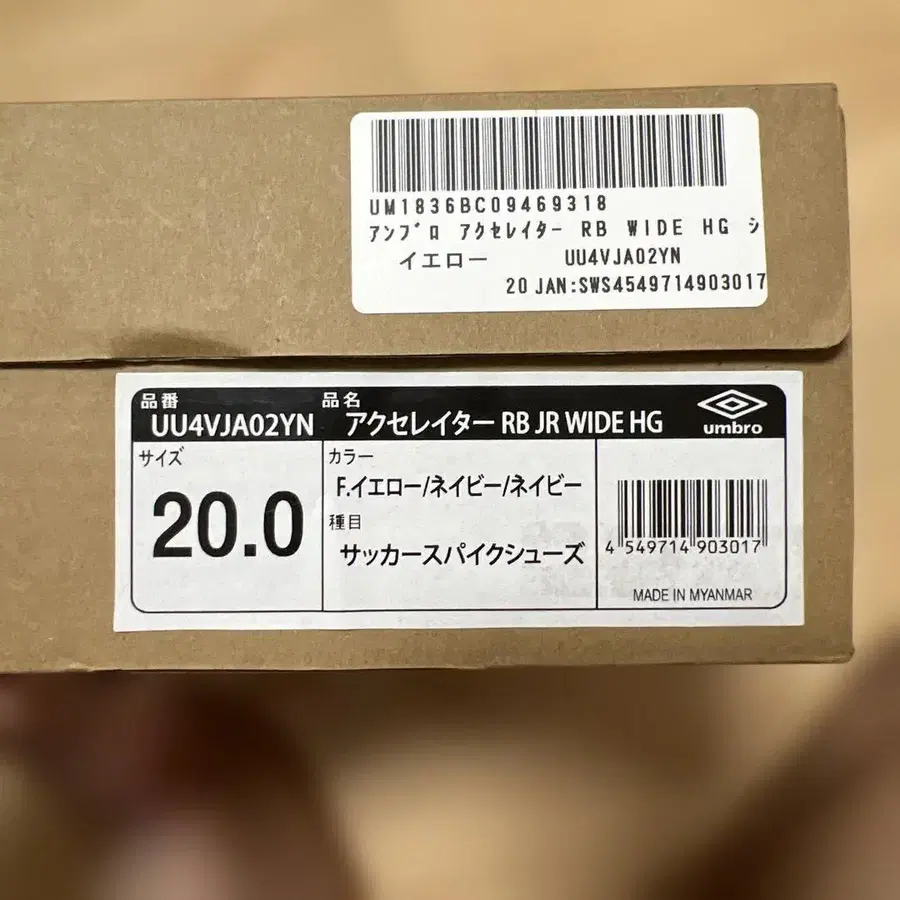 UM1836BC09469318
アンブロ アクセレイター RB WIDE HG シ
イエロー UU4VJA02YN
20 JAN:SWS4549714903017
品番 UU4VJA02YN
品名 アクセレイター RB JR WIDE HG
umbro
サイズ
20.0
カラー
F.イエロー/ネイビー/ネイビー
種目
サッカースパイクシューズ
4 549714 903017
MADE IN MYANMAR